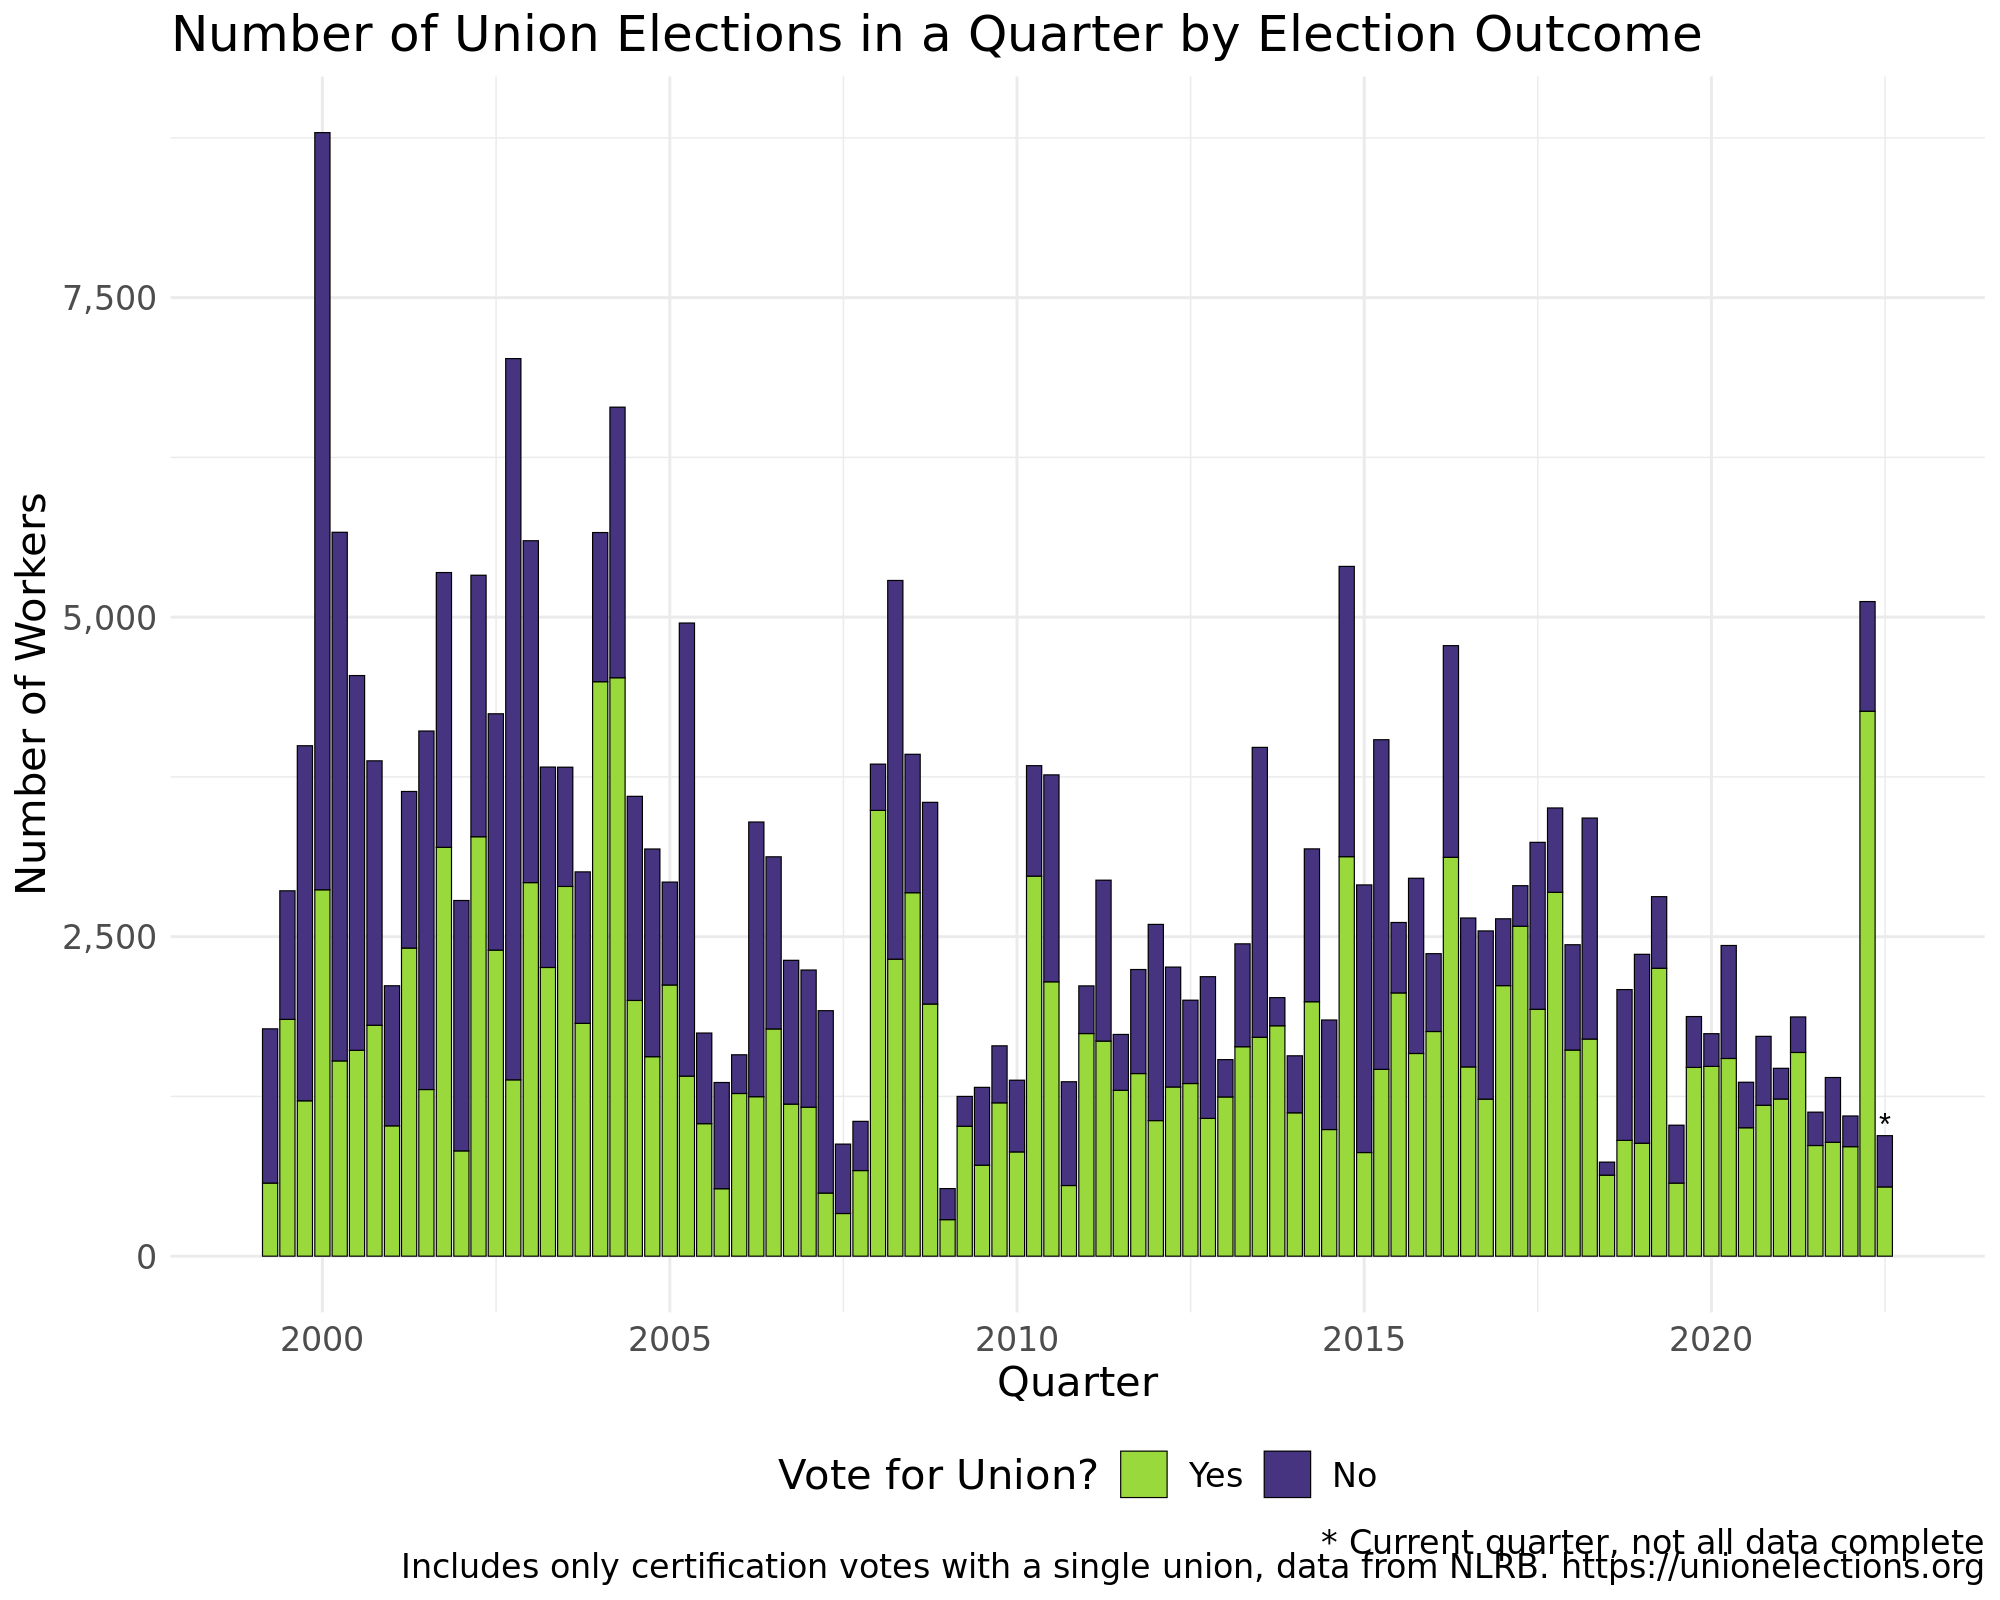 Number of Union Elections in a Quarter by Election Outcome
Number of Workers
7,500
5,000
2,500
0
*
2000 2005 2010 2015 2020
Quarter
Vote for Union? Yes No
* Current quarter, not all data complete
Includes only certification votes with a single union, data from NLRB. https://unionelections.org